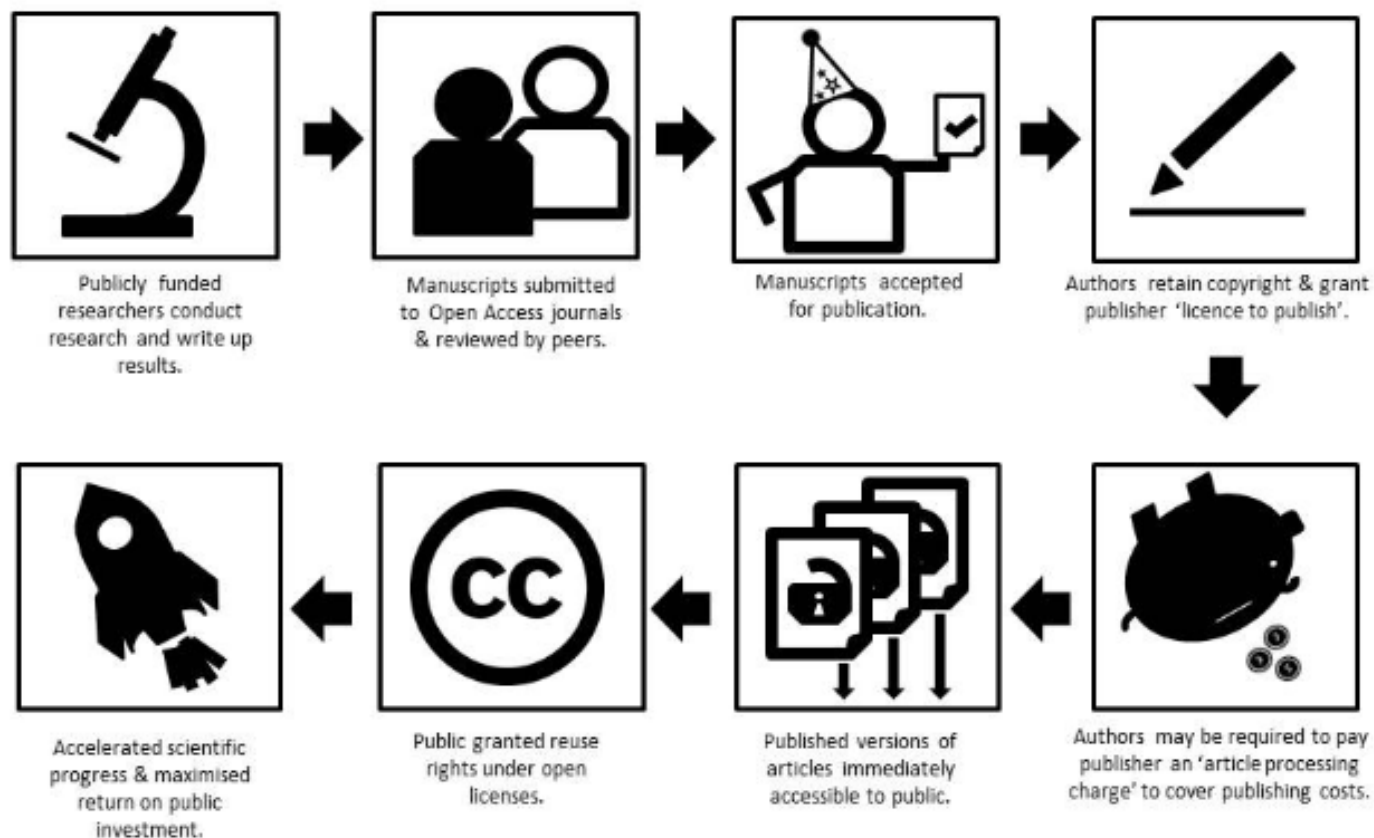 Publicly funded
researchers conduct
research and write up
results.
Manuscripts submitted
to Open Access journals
& reviewed by peers.
Manuscripts accepted
for publication.
Authors retain copyright & grant
publisher ‘licence to publish’.
Authors may be required to pay
publisher an ‘article processing
charge’ to cover publishing costs.
Published versions of
articles immediately
accessible to public.
CC
Public granted reuse
rights under open
licenses.
Accelerated scientific
progress & maximised
return on public
investment.